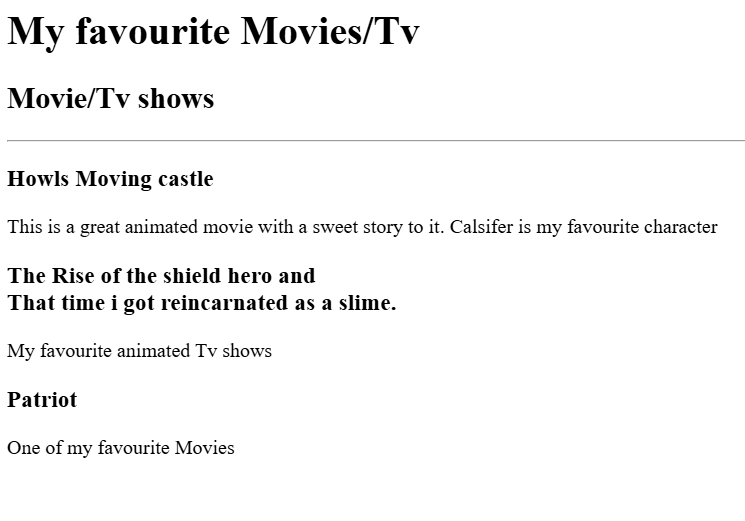 My favourite Movies/Tv
Movie/Tv shows
Howls Moving castle
This is a great animated movie with a sweet story to it. Calsifer is my favourite character
The Rise of the shield hero and
That time i got reincarnated as a slime.
My favourite animated Tv shows
Patriot
One of my favourite Movies